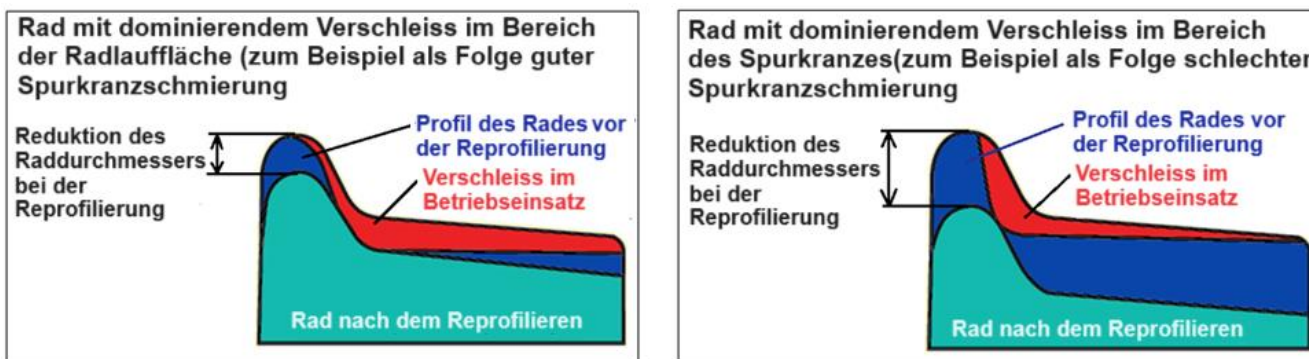 Rad mit dominierendem Verschleiss im Bereich
der Radlauffläche (zum Beispiel als Folge guter
Spurkranzschmierung
Reduktion des
Raddurchmessers
bei der
Reprofilierung
Profil des Rades vor
der Reprofilierung
Verschleiss im
Betriebseinsatz
Rad nach dem Reprofilieren
Rad mit dominierendem Verschleiss im Bereich
des Spurkranzes(zum Beispiel als Folge schlechter
Spurkranzschmierung
Reduktion des
Raddurchmessers
bei der
Reprofilierung
Profil des Rades vor
der Reprofilierung
Verschleiss im
Betriebseinsatz
Rad nach dem Reprofilieren